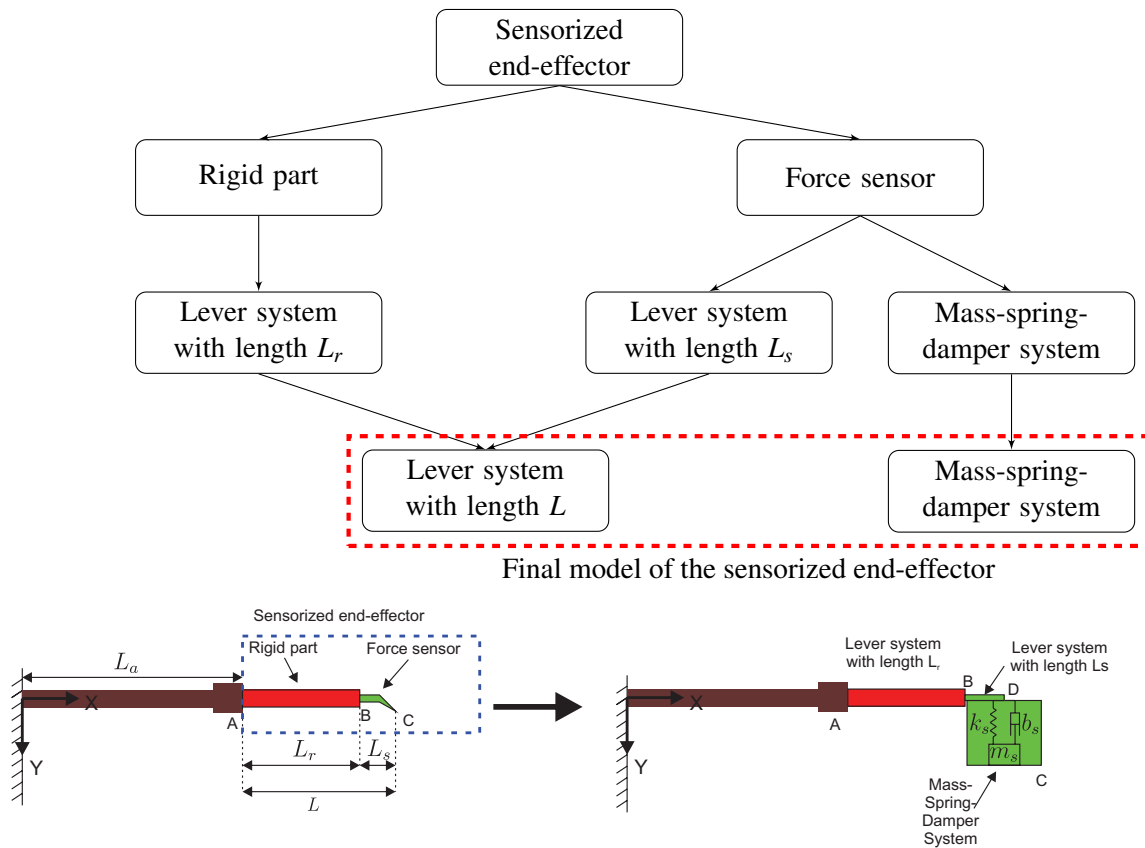 Sensorized
end-effector
Rigid part
Force sensor
Lever system
with length L_r
Lever system
with length L_s
Mass-spring-
damper system
Lever system
with length L
Mass-spring-
damper system
Final model of the sensorized end-effector
Sensorized end-effector
Rigid part
Force sensor
L_a
X
A
B
C
Y
L_r
L_s
L
Lever system
with length L_r
Lever system
with length Ls
B
D
X
A
k_s
b_s
m_s
Y
C
Mass-
Spring-
Damper
System